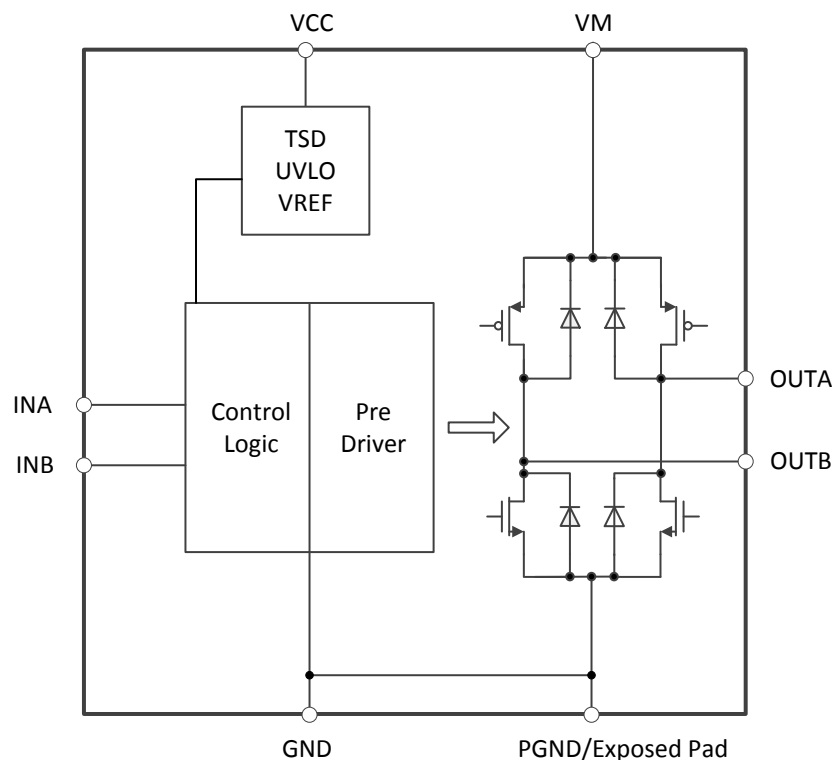 VCC
VM
TSD
UVLO
VREF
OUTA
INA
Control
Logic
Pre
Driver
INB
OUTB
GND
PGND/Exposed Pad